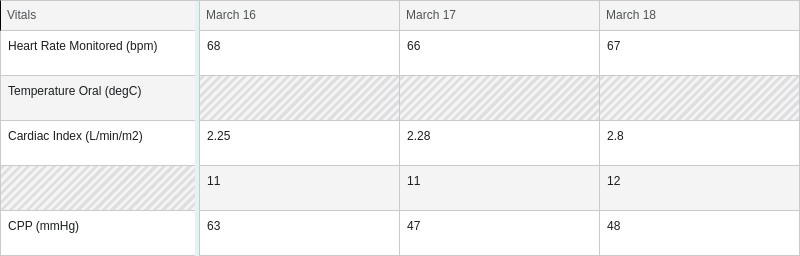 Vitals March 16 March 17 March 18
Heart Rate Monitored (bpm) 68 66 67
Temperature Oral (degC)
Cardiac Index (L/min/m2) 2.25 2.28 2.8
11 11 12
CPP (mmHg) 63 47 48